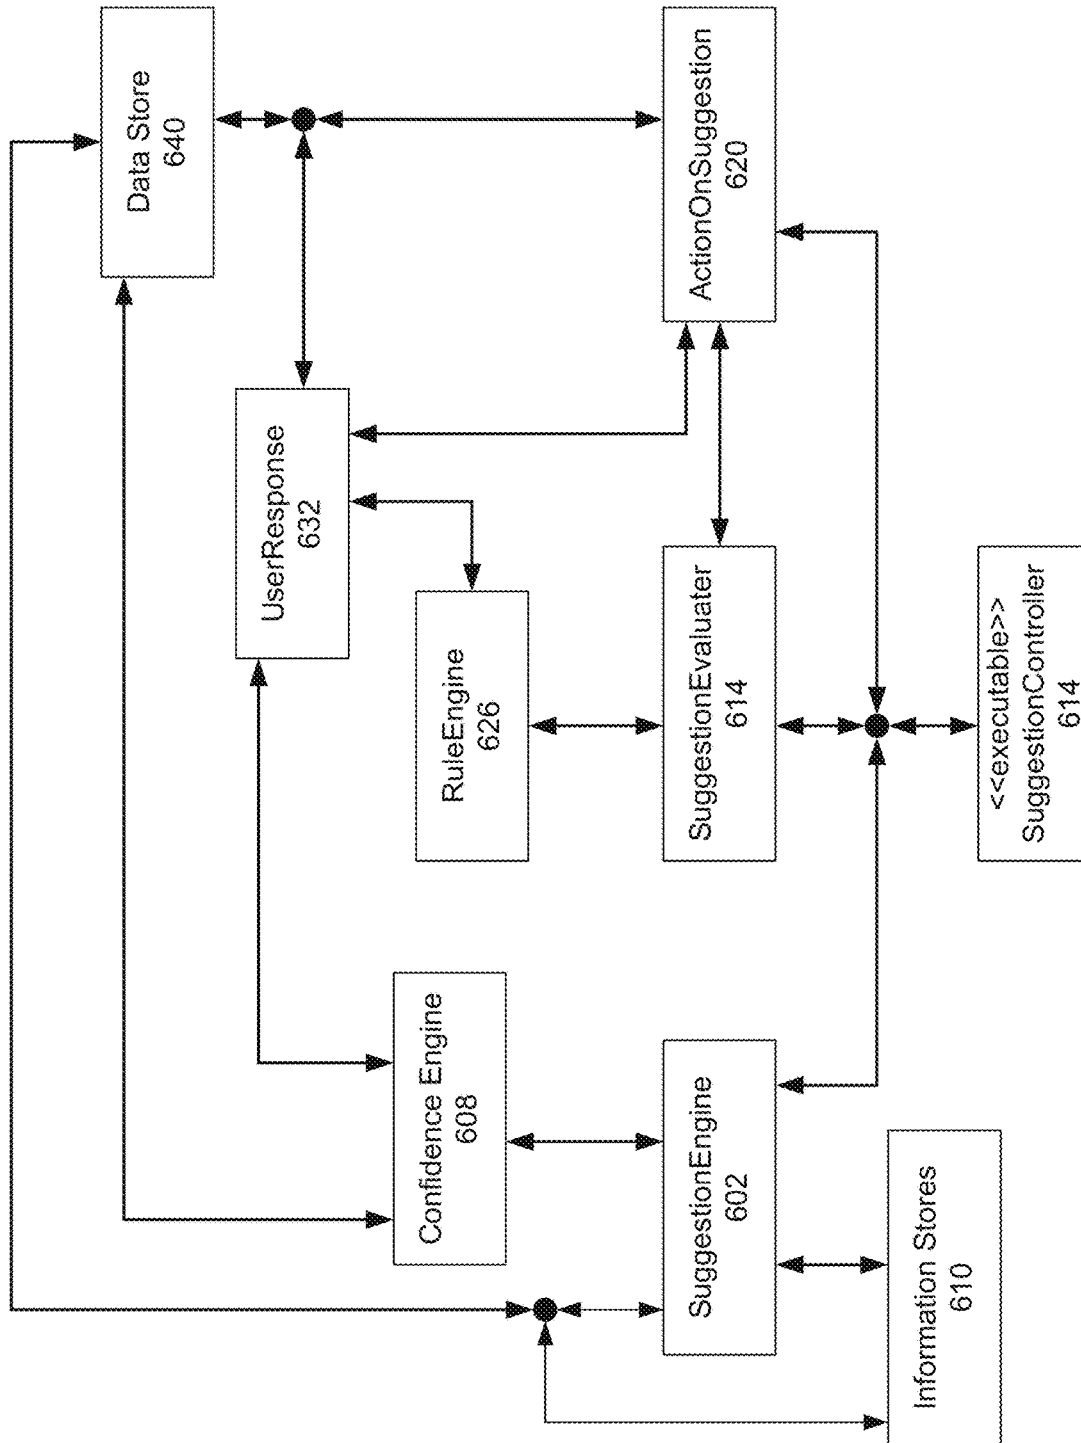 Data Store
640
UserResponse
632
ActionOnSuggestion
620
RuleEngine
626
SuggestionEvaluater
614
<<executable>>
SuggestionController
614
Confidence Engine
608
SuggestionEngine
602
Information Stores
610